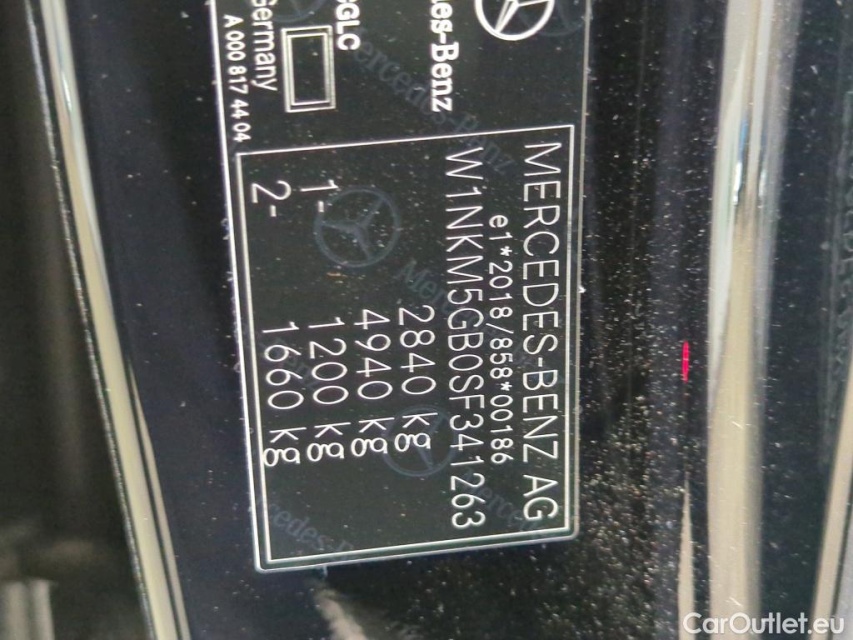 es-Benz
GLC
Germany
A 000 817 44 04
MERCEDES-BENZ AG
e1*2018/858*00186
W1NKM5GB0SF341263
2840 kg
4940 kg
1- 1200 kg
2- 1660 kg
CarOutlet.eu